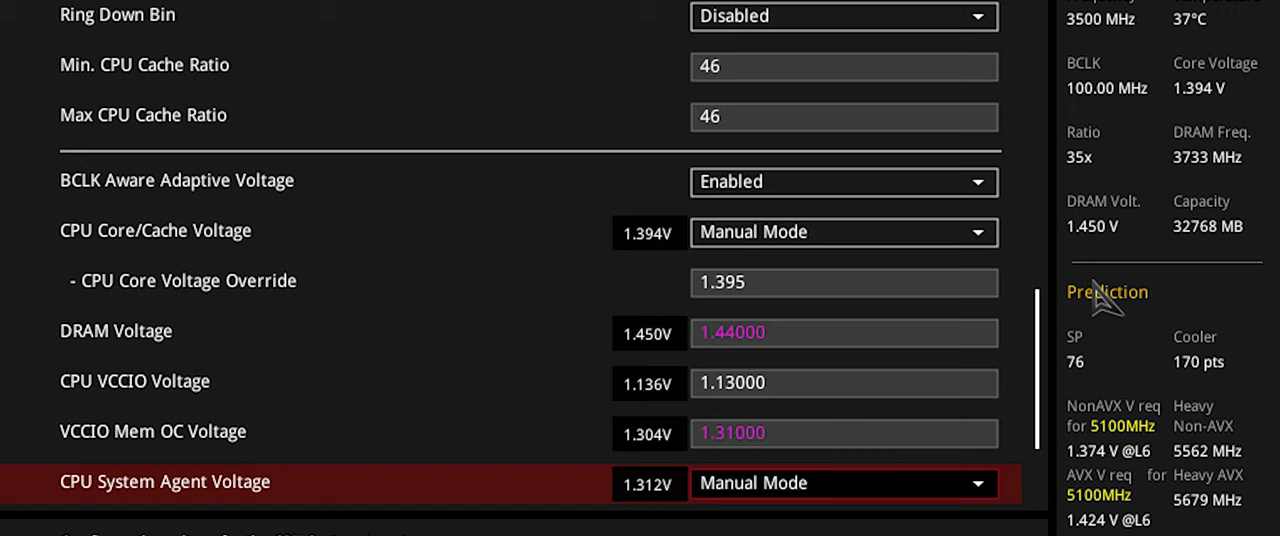 Ring Down Bin Disabled
Min. CPU Cache Ratio 46
Max CPU Cache Ratio 46
BCLK Aware Adaptive Voltage Enabled
CPU Core/Cache Voltage 1.394V Manual Mode
- CPU Core Voltage Override 1.395
DRAM Voltage 1.450V 1.44000
CPU VCCIO Voltage 1.136V 1.13000
VCCIO Mem OC Voltage 1.304V 1.31000
CPU System Agent Voltage 1.312V Manual Mode
3500 MHz 37°C
BCLK Core Voltage
100.00 MHz 1.394 V
Ratio DRAM Freq.
35x 3733 MHz
DRAM Volt. Capacity
1.450 V 32768 MB
Prediction
SP Cooler
76 170 pts
NonAVX V req Heavy
for 5100MHz Non-AVX
1.374 V @L6 5562 MHz
AVX V req for Heavy AVX
5100MHz 5679 MHz
1.424 V @L6